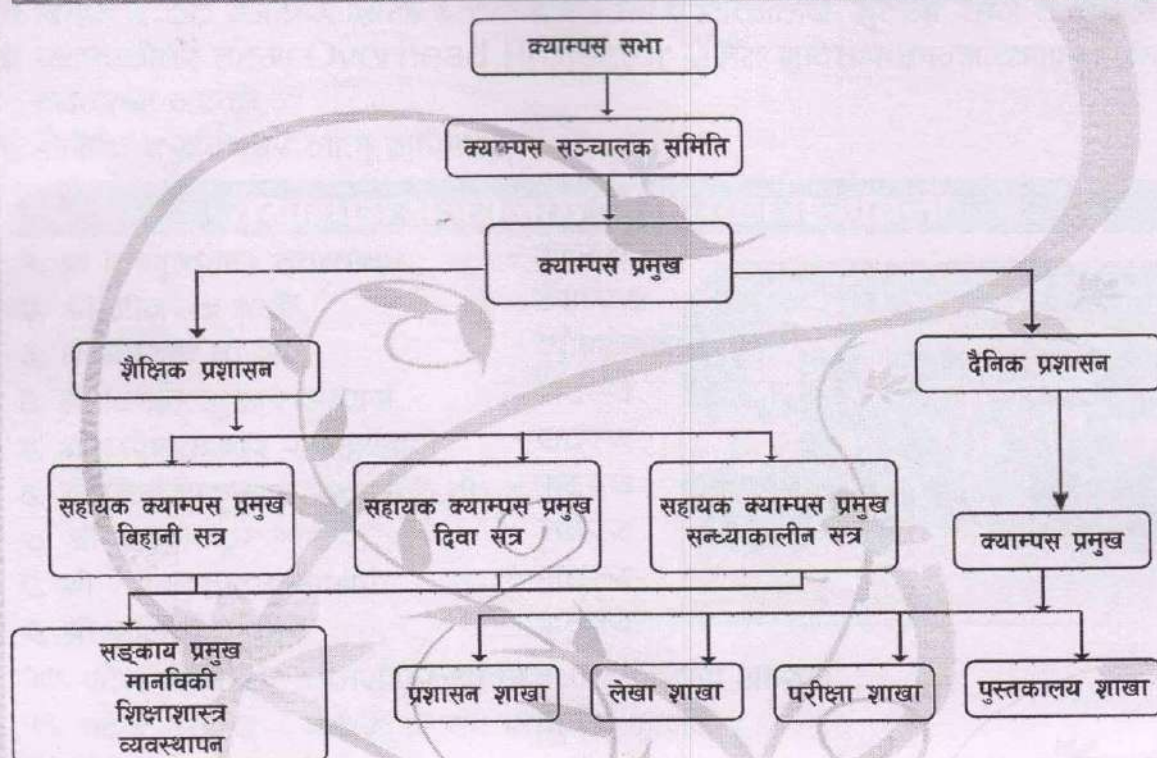 क्याम्पस सभा
क्याम्पस सञ्चालक समिति
क्याम्पस प्रमुख
शैक्षिक प्रशासन
दैनिक प्रशासन
सहायक क्याम्पस प्रमुख
विहानी सत्र
सहायक क्याम्पस प्रमुख
दिवा सत्र
सहायक क्याम्पस प्रमुख
सन्ध्याकालीन सत्र
क्याम्पस प्रमुख
सङ्काय प्रमुख
मानविकी
शिक्षाशास्त्र
व्यवस्थापन
प्रशासन शाखा
लेखा शाखा
परीक्षा शाखा
पुस्तकालय शाखा